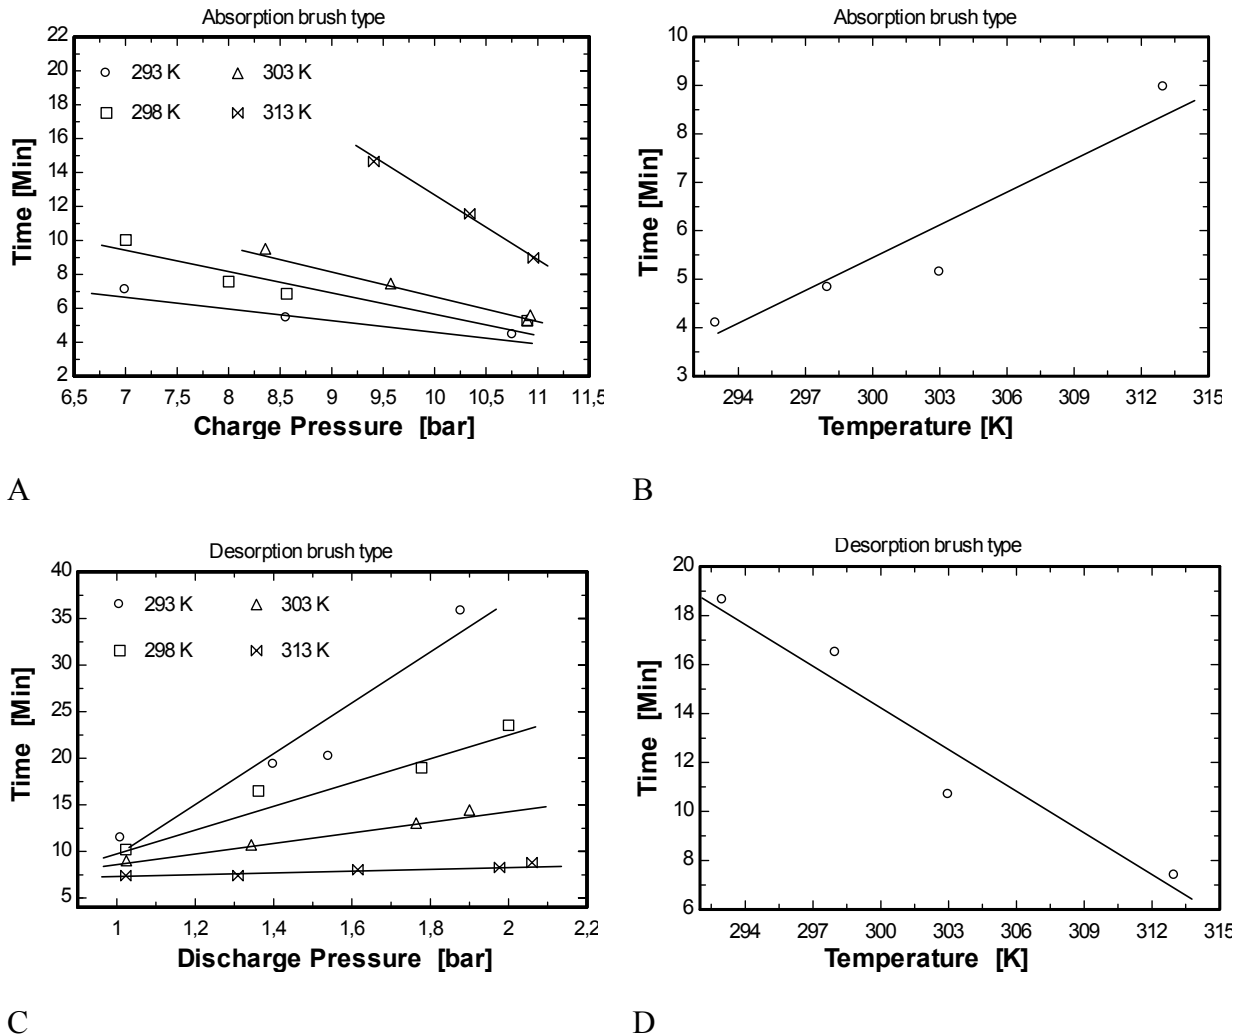 Absorption brush type
22
20
18
16
14
12
10
8
6
4
2
Time [Min]
293 K
303 K
298 K
313 K
6,5 7 7,5 8 8,5 9 9,5 10 10,5 11 11,5
Charge Pressure [bar]
A
Absorption brush type
10
9
8
7
6
5
4
3
Time [Min]
294 297 300 303 306 309 312 315
Temperature [K]
B
Desorption brush type
40
35
30
25
20
15
10
5
Time [Min]
293 K
303 K
298 K
313 K
1 1,2 1,4 1,6 1,8 2 2,2
Discharge Pressure [bar]
C
Desorption brush type
20
18
16
14
12
10
8
6
Time [Min]
294 297 300 303 306 309 312 315
Temperature [K]
D